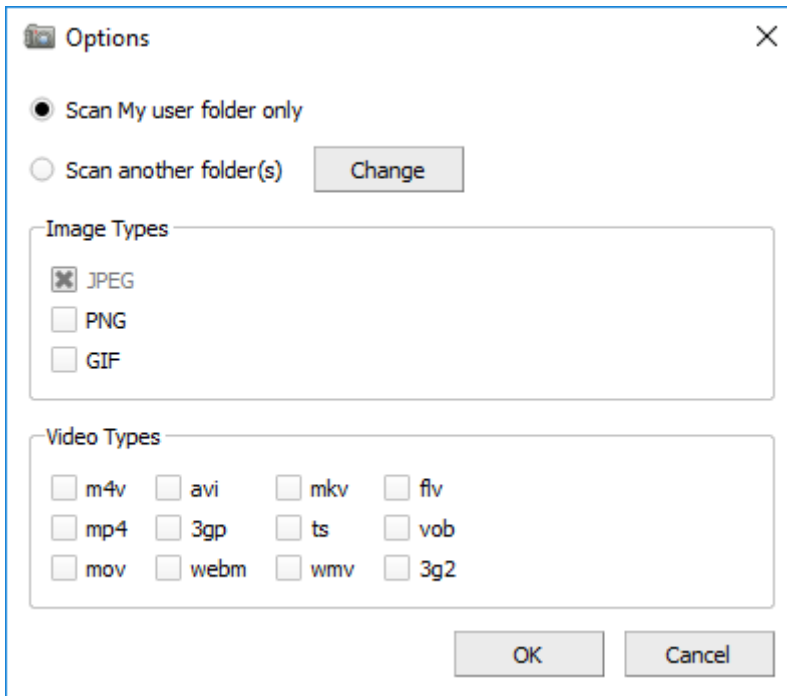 Options
Scan My user folder only
Scan another folder(s) Change
Image Types
JPEG
PNG
GIF
Video Types
m4v avi mkv flv
mp4 3gp ts vob
mov webm wmv 3g2
OK Cancel